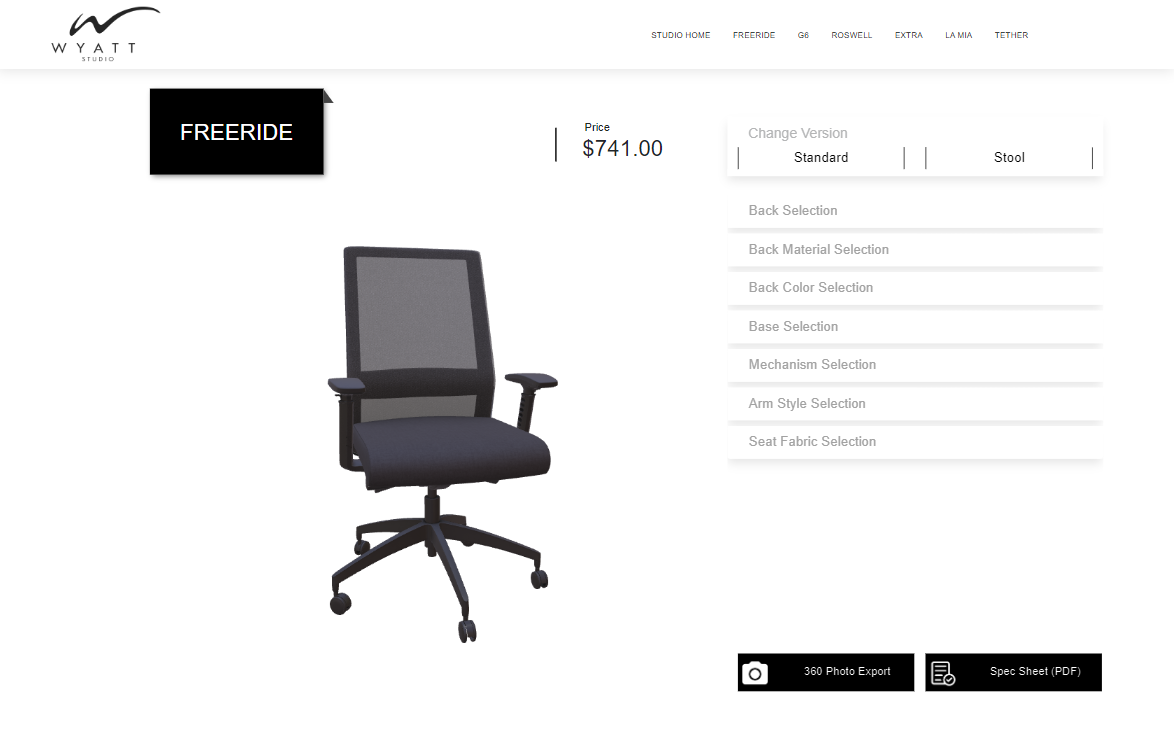 WYATT
STUDIO
STUDIO HOME FREERIDE G6 ROSWELL EXTRA LA MIA TETHER
FREERIDE
Price
$741.00
Change Version
Standard Stool
Back Selection
Back Material Selection
Back Color Selection
Base Selection
Mechanism Selection
Arm Style Selection
Seat Fabric Selection
360 Photo Export
Spec Sheet (PDF)